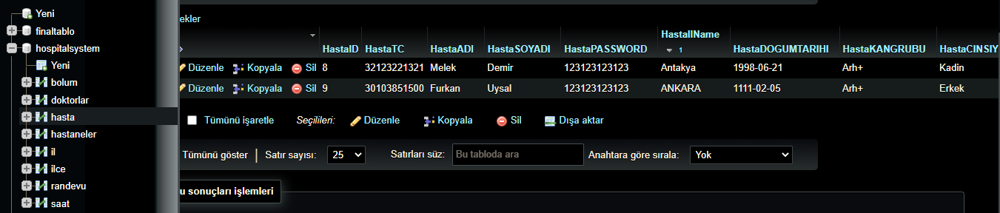 Yeni
finaltablo
hospitalsystem
Yeni
bolum
doktorlar
hasta
hastaneler
il
ilce
randevu
saat
ekler
HastaID HastaTC HastaADI HastaSOYADI HastaPASSWORD HastaIlName 1 HastaDOGUMTARIHI HastaKANGRUBU HastaCINSIY
Düzenle Kopyala Sil 8 32123221321 Melek Demir 123123123123 Antakya 1998-06-21 Arh+ Kadin
Düzenle Kopyala Sil 9 30103851500 Furkan Uysal 123123123123 ANKARA 1111-02-05 Arh+ Erkek
Tümünü işaretle Seçilileri: Düzenle Kopyala Sil Dışa aktar
Tümünü göster | Satır sayısı: 25 Satırları süz: Bu tabloda ara Anahtara göre sırala: Yok
u sonuçları işlemleri